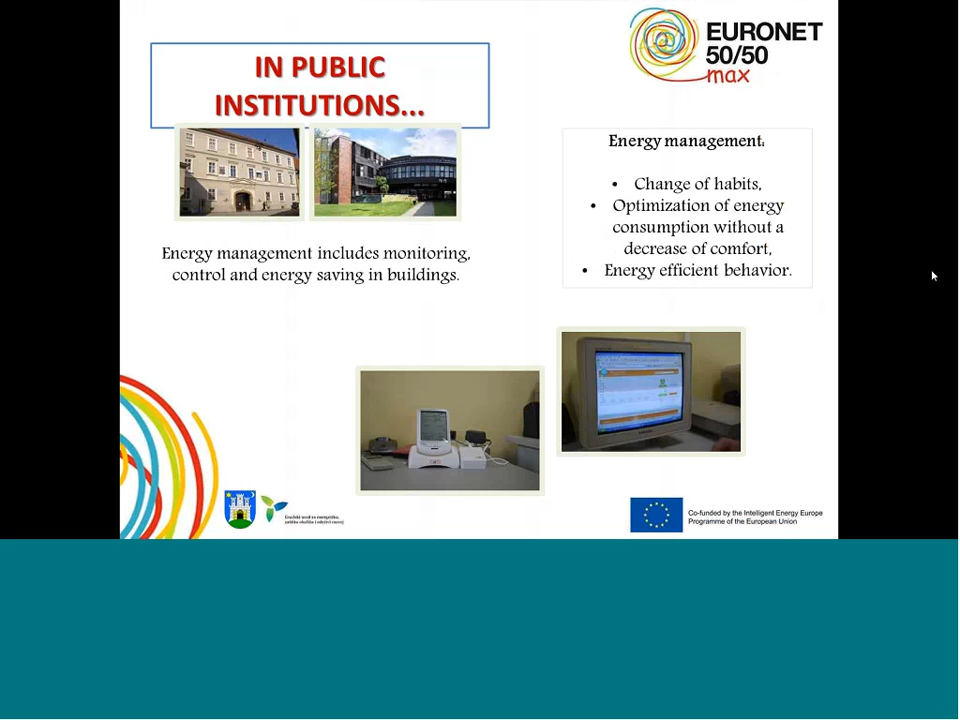 EURONET
50/50
max
IN PUBLIC
INSTITUTIONS...
Energy management:
• Change of habits,
• Optimization of energy
consumption without a
decrease of comfort,
• Energy efficient behavior.
Energy management includes monitoring,
control and energy saving in buildings.
Co-funded by the Intelligent Energy Europe
Programme of the European Union